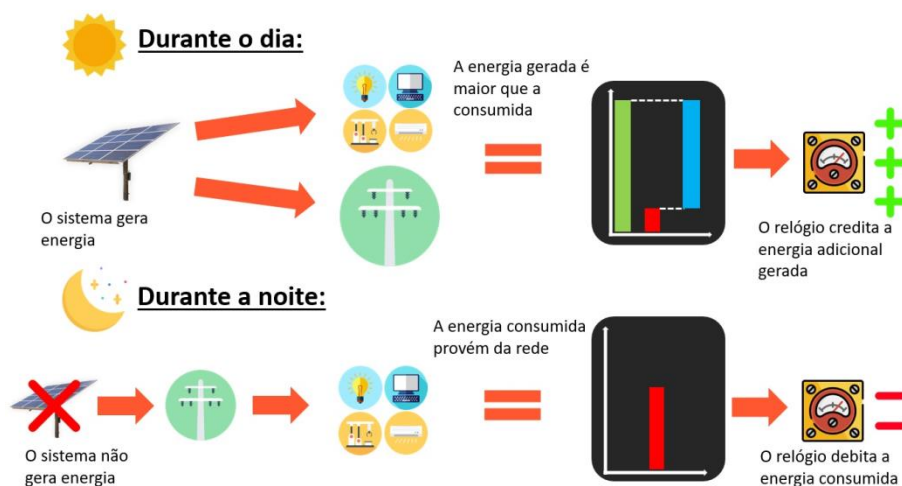 Durante o dia:
A energia gerada é
maior que a
consumida
O sistema gera
energia
O relógio credita a
energia adicional
gerada
Durante a noite:
A energia consumida
provém da rede
O sistema não
gera energia
O relógio debita a
energia consumida